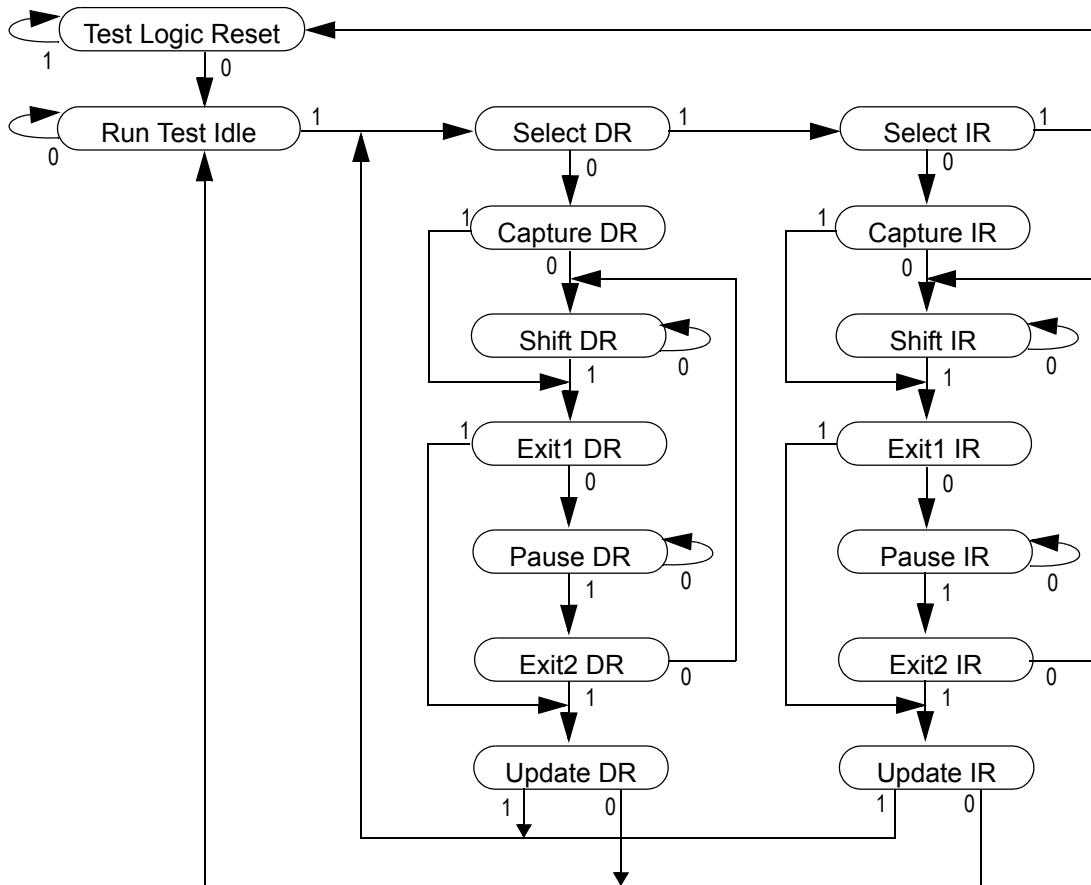 Test Logic Reset
1
0
Run Test Idle
1
Select DR
1
Select IR
1
0
0
0
1
Capture DR
1
Capture IR
0
0
Shift DR
Shift IR
0
0
1
1
1
Exit1 DR
1
Exit1 IR
0
0
Pause DR
Pause IR
0
0
1
1
Exit2 DR
Exit2 IR
0
0
1
1
Update DR
Update IR
1
0
1
0